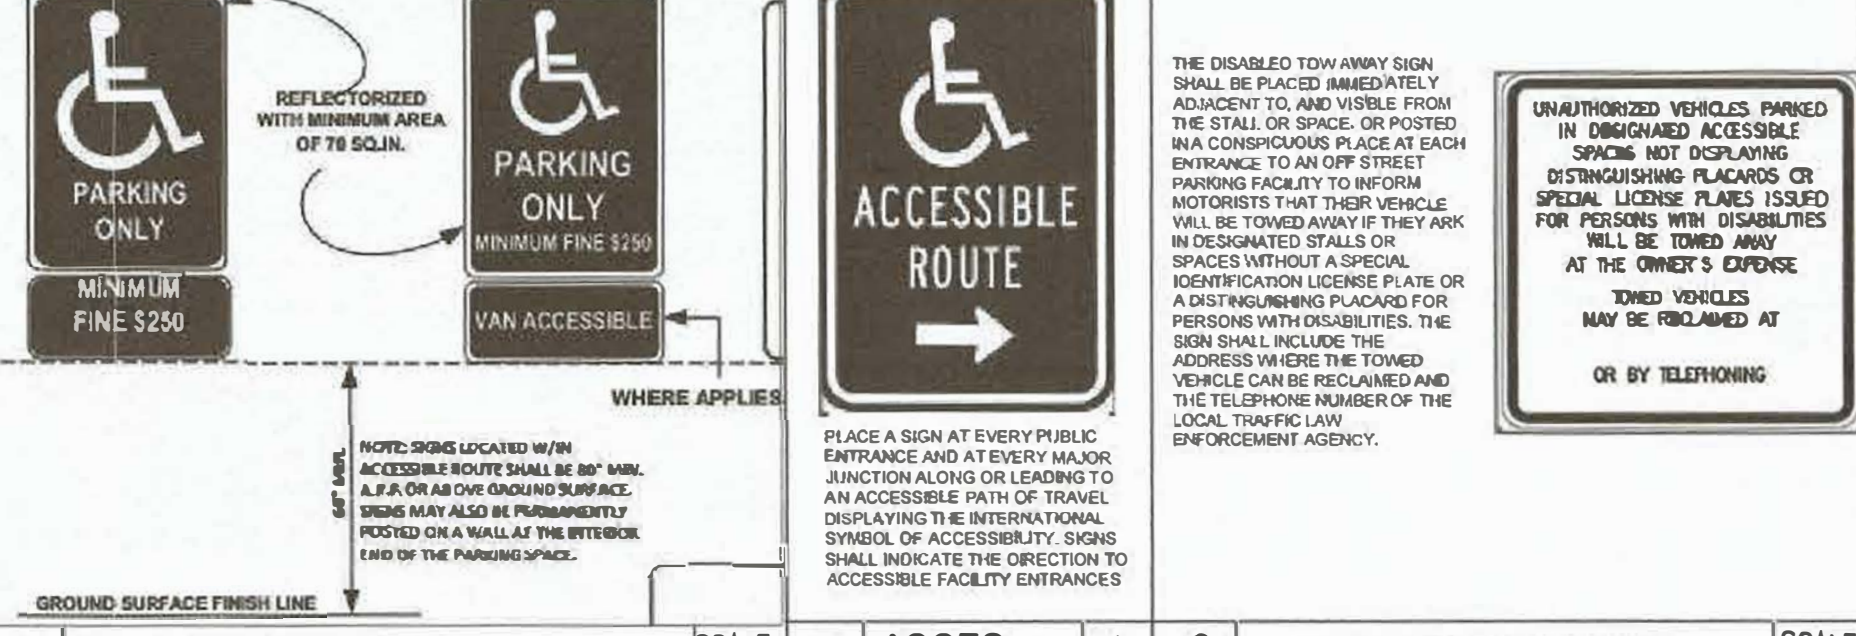 PARKING
ONLY
MINIMUM
FINE $250
REFLECTORIZED
WITH MINIMUM AREA
OF 70 SQ.IN.
PARKING
ONLY
MINIMUM FINE $250
VAN ACCESSIBLE
WHERE APPLIES
NOTE: SIGNS LOCATED W/IN
ACCESSIBLE ROUTE SHALL BE 80" MIN.
A.F.F. OR ABOVE GROUND SURFACE.
SIGNS MAY ALSO BE PERMANENTLY
POSTED ON A WALL AT THE INTERIOR
END OF THE PARKING SPACE.
MIN.
GROUND SURFACE FINISH LINE
ACCESSIBLE
ROUTE
PLACE A SIGN AT EVERY PUBLIC
ENTRANCE AND AT EVERY MAJOR
JUNCTION ALONG OR LEADING TO
AN ACCESSIBLE PATH OF TRAVEL
DISPLAYING THE INTERNATIONAL
SYMBOL OF ACCESSIBILITY. SIGNS
SHALL INDICATE THE DIRECTION TO
ACCESSIBLE FACILITY ENTRANCES
THE DISABLED TOW AWAY SIGN
SHALL BE PLACED IMMEDIATELY
ADJACENT TO, AND VISIBLE FROM
THE STALL OR SPACE, OR POSTED
IN A CONSPICUOUS PLACE AT EACH
ENTRANCE TO AN OFF STREET
PARKING FACILITY TO INFORM
MOTORISTS THAT THEIR VEHICLE
WILL BE TOWED AWAY IF THEY ARK
IN DESIGNATED STALLS OR
SPACES WITHOUT A SPECIAL
IDENTIFICATION LICENSE PLATE OR
A DISTINGUISHING PLACARD FOR
PERSONS WITH DISABILITIES. THE
SIGN SHALL INCLUDE THE
ADDRESS WHERE THE TOWED
VEHICLE CAN BE RECLAIMED AND
THE TELEPHONE NUMBER OF THE
LOCAL TRAFFIC LAW
ENFORCEMENT AGENCY.
UNAUTHORIZED VEHICLES PARKED
IN DESIGNATED ACCESSIBLE
SPACES NOT DISPLAYING
DISTINGUISHING PLACARDS OR
SPECIAL LICENSE PLATES ISSUED
FOR PERSONS WITH DISABILITIES
WILL BE TOWED AWAY
AT THE OWNER'S EXPENSE
TOWED VEHICLES
MAY BE RECLAIMED AT
OR BY TELEPHONING